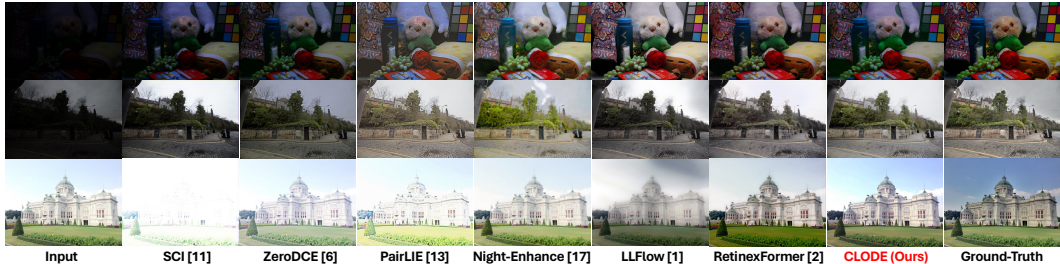 Input SCI [11] ZeroDCE [6] PairLIE [13] Night-Enhance [17] LLFlow [1] RetinexFormer [2] CLODE (Ours) Ground-Truth